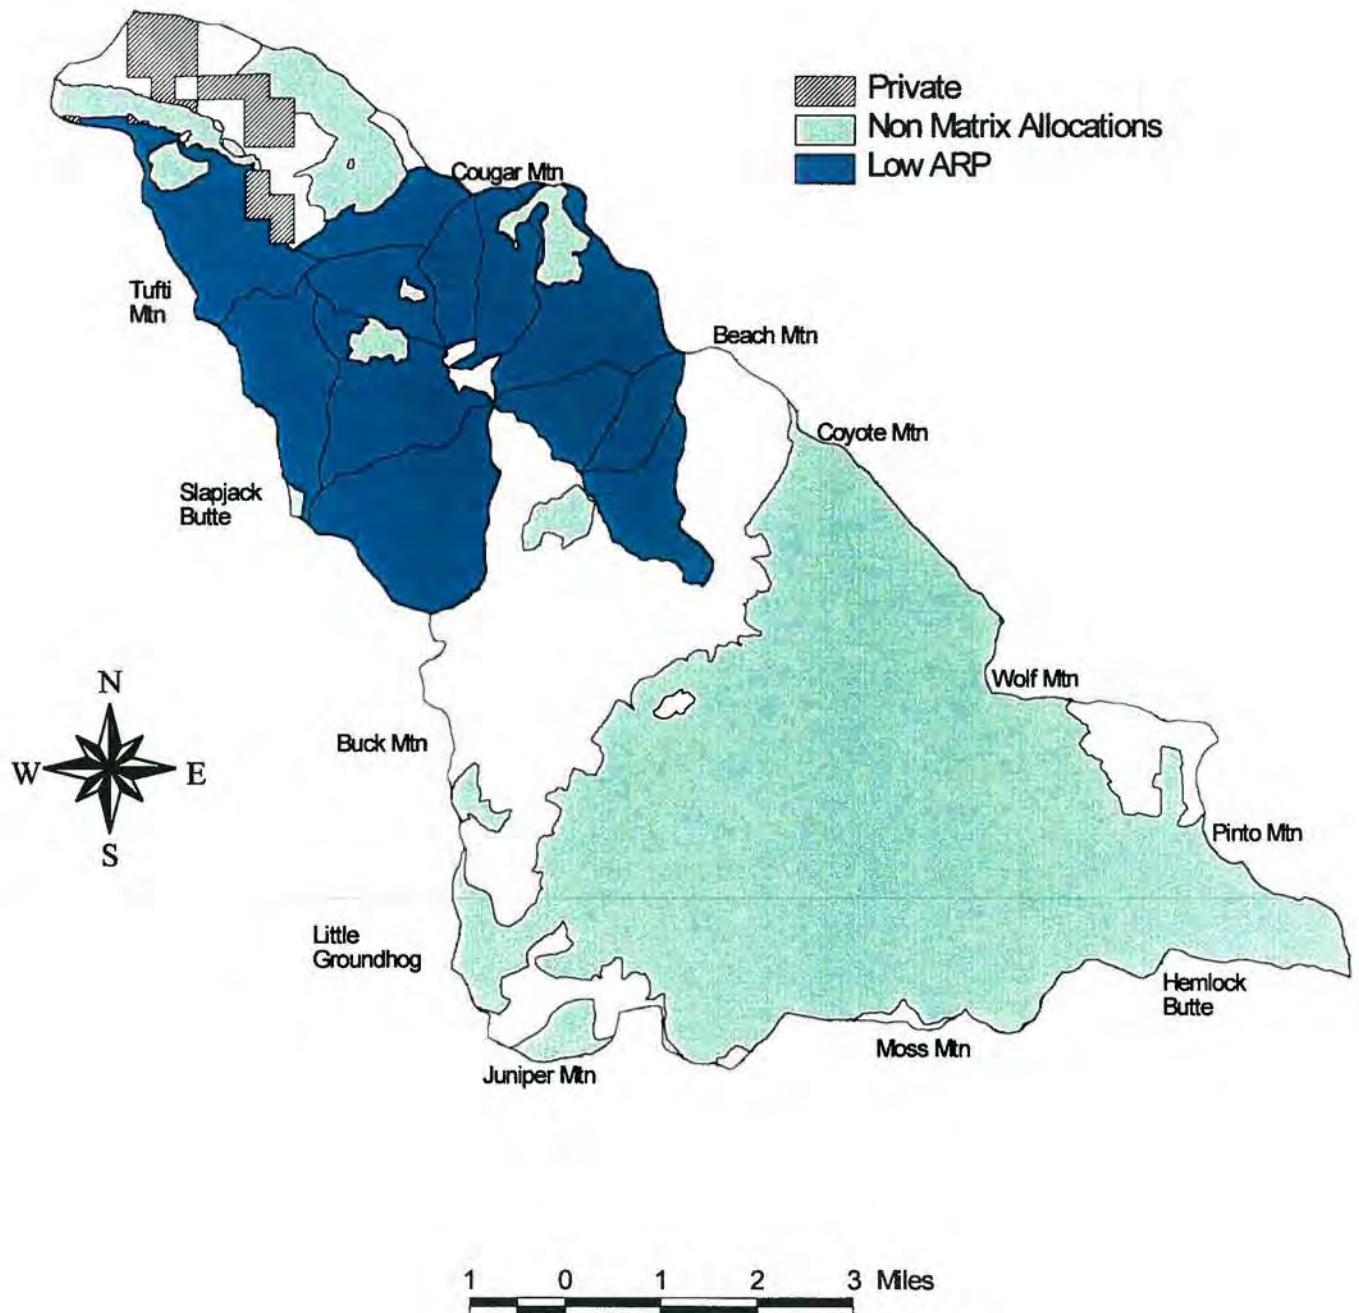 Private
Non Matrix Allocations
Low ARP
Cougar Mtn
Tufti
Mtn
Beach Mtn
Coyote Mtn
Slapjack
Butte
Wolf Mtn
N
W
E
S
Buck Mtn
Pinto Mtn
Little
Groundhog
Hemlock
Butte
Moss Mtn
Juniper Mtn
1 0 1 2 3 Miles